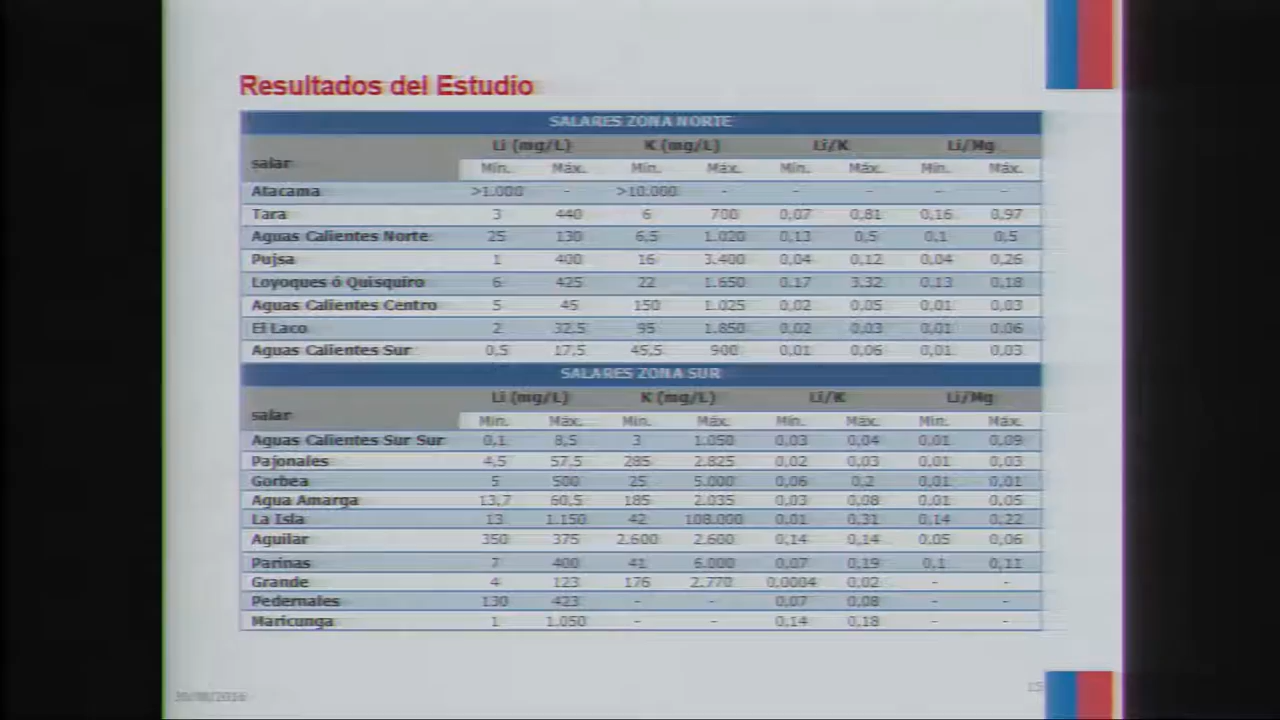 Resultados del Estudio
SALARES ZONA NORTE
salar Li (mg/L) K (mg/L) Li/K Li/Mg
Mín. Máx. Mín. Máx. Mín. Máx. Mín. Máx.
Atacama >1.000 - >10.000 - - - - -
Tara 3 440 6 700 0,07 0,81 0,16 0,97
Aguas Calientes Norte 25 130 6,5 1.020 0,13 0,5 0,1 0,5
Pujsa 1 400 16 3.400 0,04 0,12 0,04 0,26
Loyoques ó Quisquiro 6 425 22 1.650 0,17 3,32 0,13 0,18
Aguas Calientes Centro 5 45 150 1.025 0,02 0,05 0,01 0,03
El Laco 2 32,5 95 1.850 0,02 0,03 0,01 0,06
Aguas Calientes Sur 0,5 17,5 45,5 900 0,01 0,06 0,01 0,03
SALARES ZONA SUR
salar Li (mg/L) K (mg/L) Li/K Li/Mg
Mín. Máx. Mín. Máx. Mín. Máx. Mín. Máx.
Aguas Calientes Sur Sur 0,1 8,5 3 1.050 0,03 0,04 0,01 0,09
Pajonales 4,5 57,5 285 2.825 0,02 0,03 0,01 0,03
Gorbea 5 500 25 5.000 0,06 0,2 0,01 0,01
Agua Amarga 13,7 60,5 185 2.035 0,03 0,08 0,01 0,05
La Isla 13 1.150 42 108.000 0,01 0,31 0,14 0,22
Aguilar 350 375 2.600 2.600 0,14 0,14 0,05 0,06
Parinas 7 400 41 6.000 0,07 0,19 0,1 0,11
Grande 4 123 176 2.770 0,0004 0,02 - -
Pedernales 130 423 - - 0,07 0,08 - -
Maricunga 1 1.050 - - 0,14 0,18 - -
15